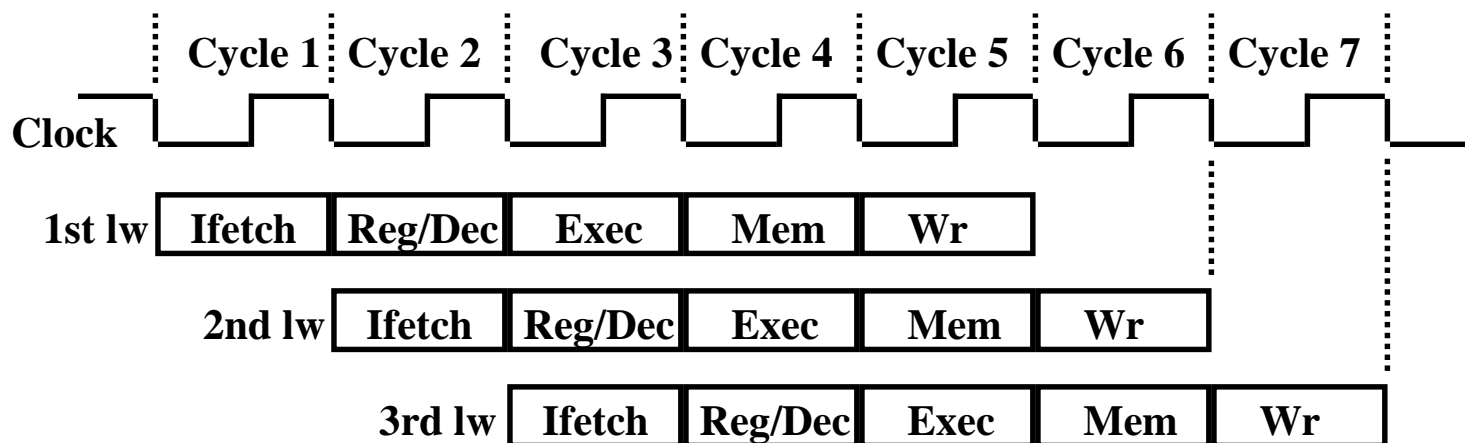 Cycle 1 Cycle 2 Cycle 3 Cycle 4 Cycle 5 Cycle 6 Cycle 7
Clock
1st lw Ifetch Reg/Dec Exec Mem Wr
2nd lw Ifetch Reg/Dec Exec Mem Wr
3rd lw Ifetch Reg/Dec Exec Mem Wr